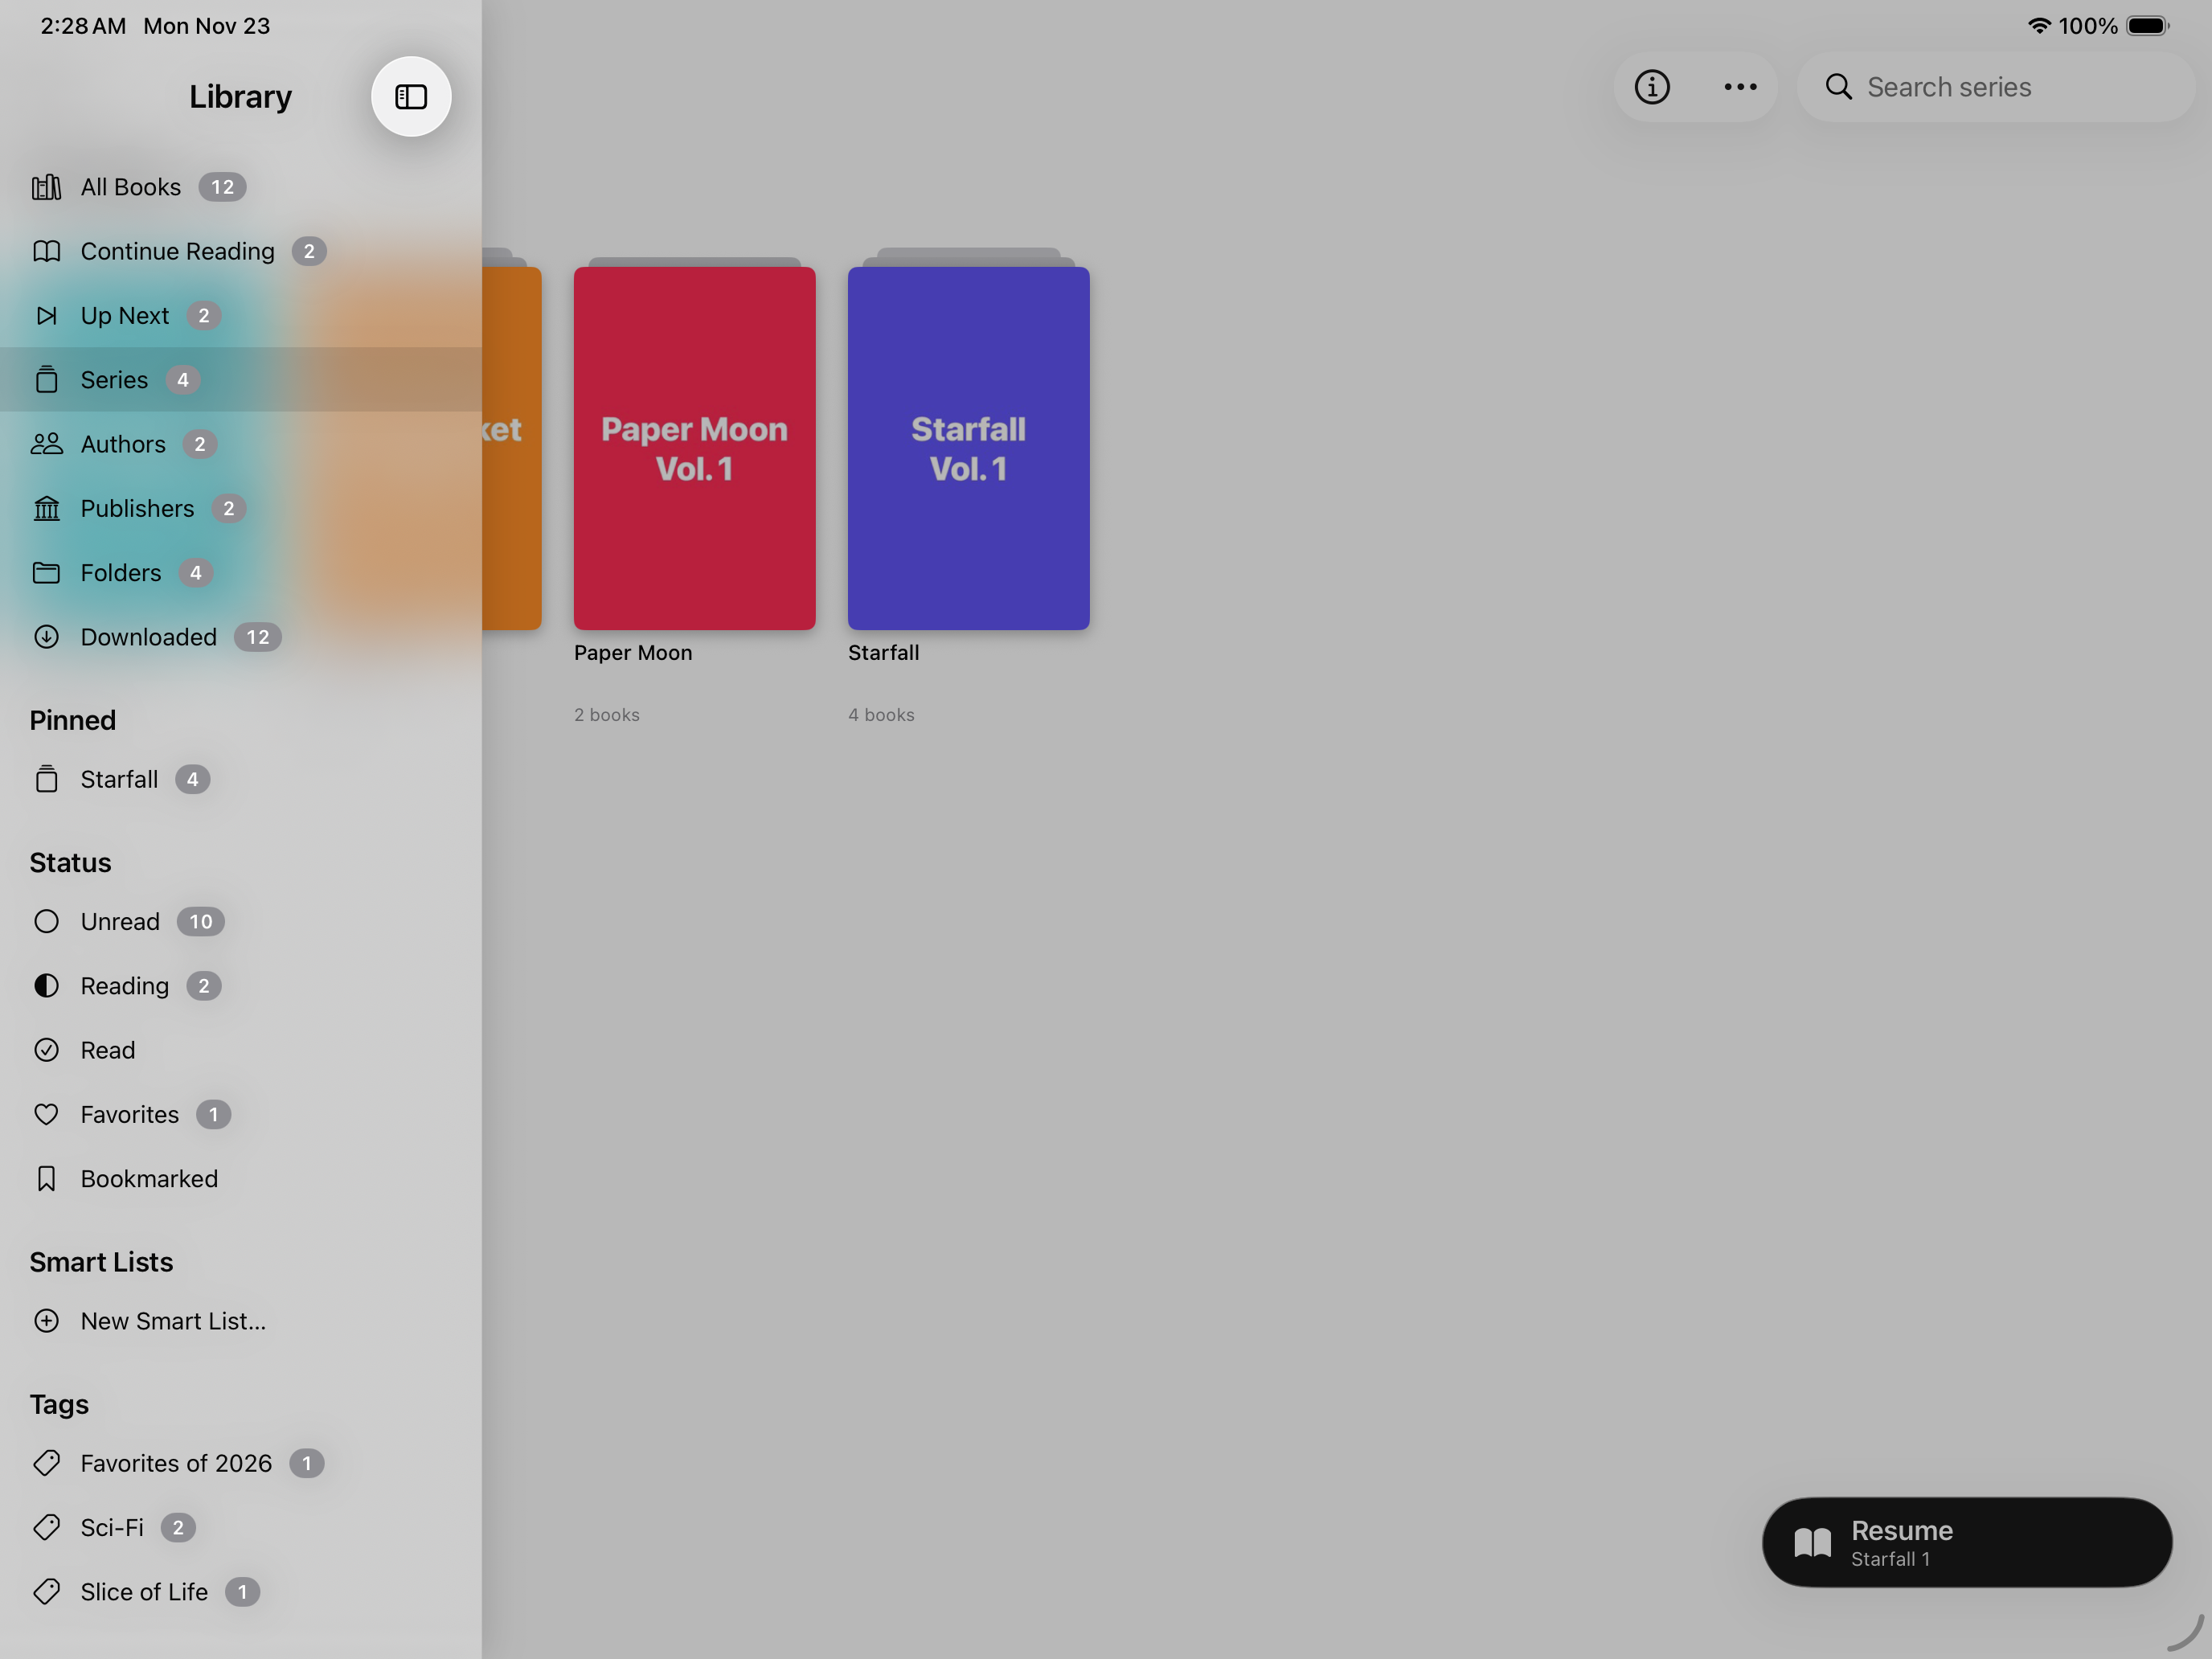 2:28 AM Mon Nov 23
100%
Library
Search series
All Books 12
Continue Reading 2
Up Next 2
Series 4
Authors 2
Publishers 2
Folders 4
Downloaded 12
Pinned
Starfall 4
Status
Unread 10
Reading 2
Read
Favorites 1
Bookmarked
Smart Lists
New Smart List...
Tags
Favorites of 2026 1
Sci-Fi 2
Slice of Life 1
Paper Moon
Vol. 1
Paper Moon
2 books
Starfall
Vol. 1
Starfall
4 books
Resume
Starfall 1